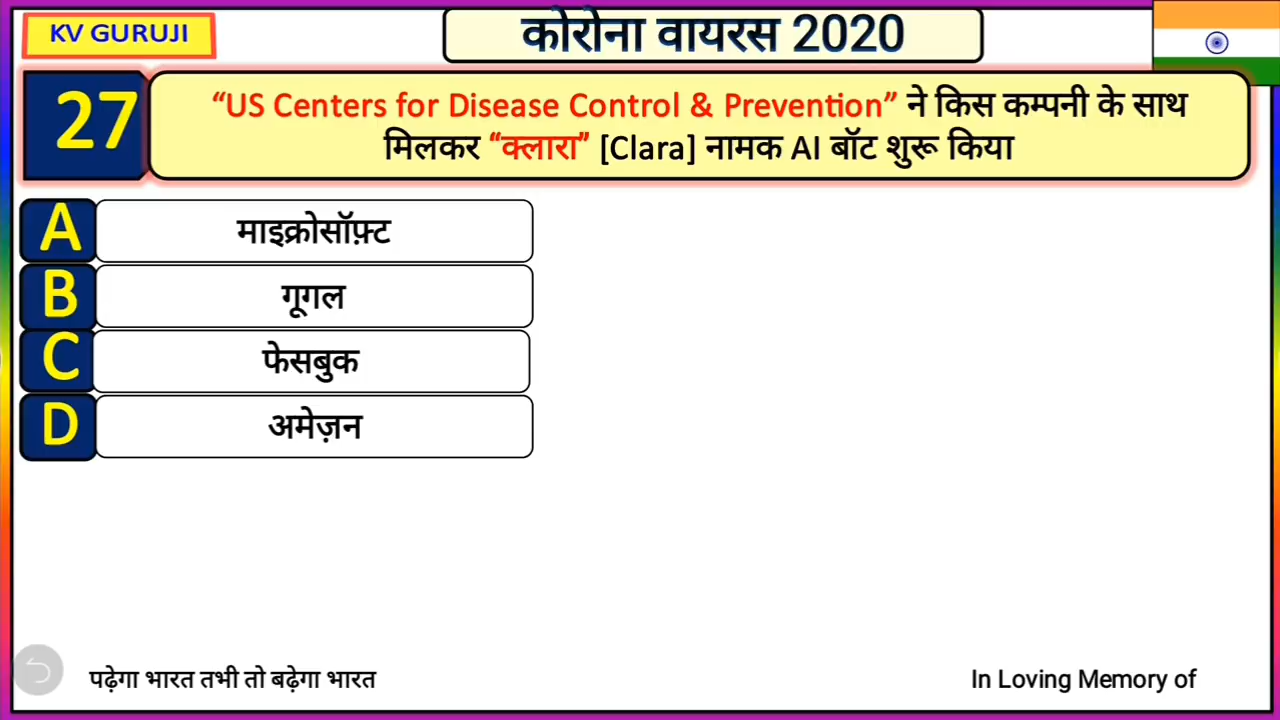 KV GURUJI
कोरोना वायरस 2020
27
“US Centers for Disease Control & Prevention” ने किस कम्पनी के साथ
मिलकर “क्लारा” [Clara] नामक AI बॉट शुरू किया
A माइक्रोसॉफ़्ट
B गूगल
C फेसबुक
D अमेज़न
पढ़ेगा भारत तभी तो बढ़ेगा भारत
In Loving Memory of